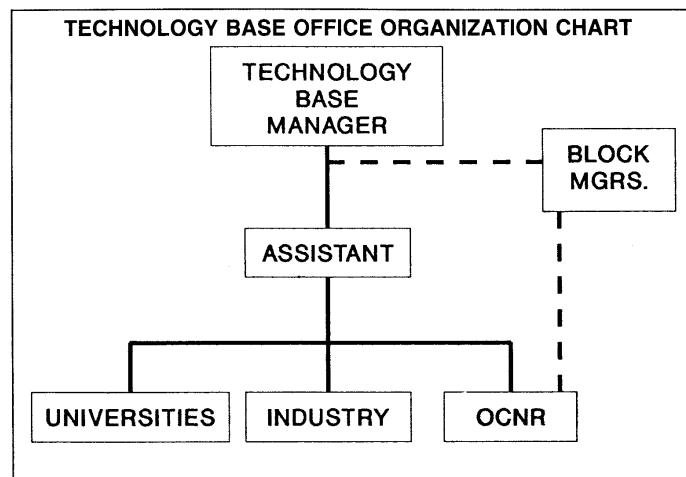 TECHNOLOGY BASE OFFICE ORGANIZATION CHART
TECHNOLOGY
BASE
MANAGER
BLOCK
MGRS.
ASSISTANT
UNIVERSITIES
INDUSTRY
OCNR